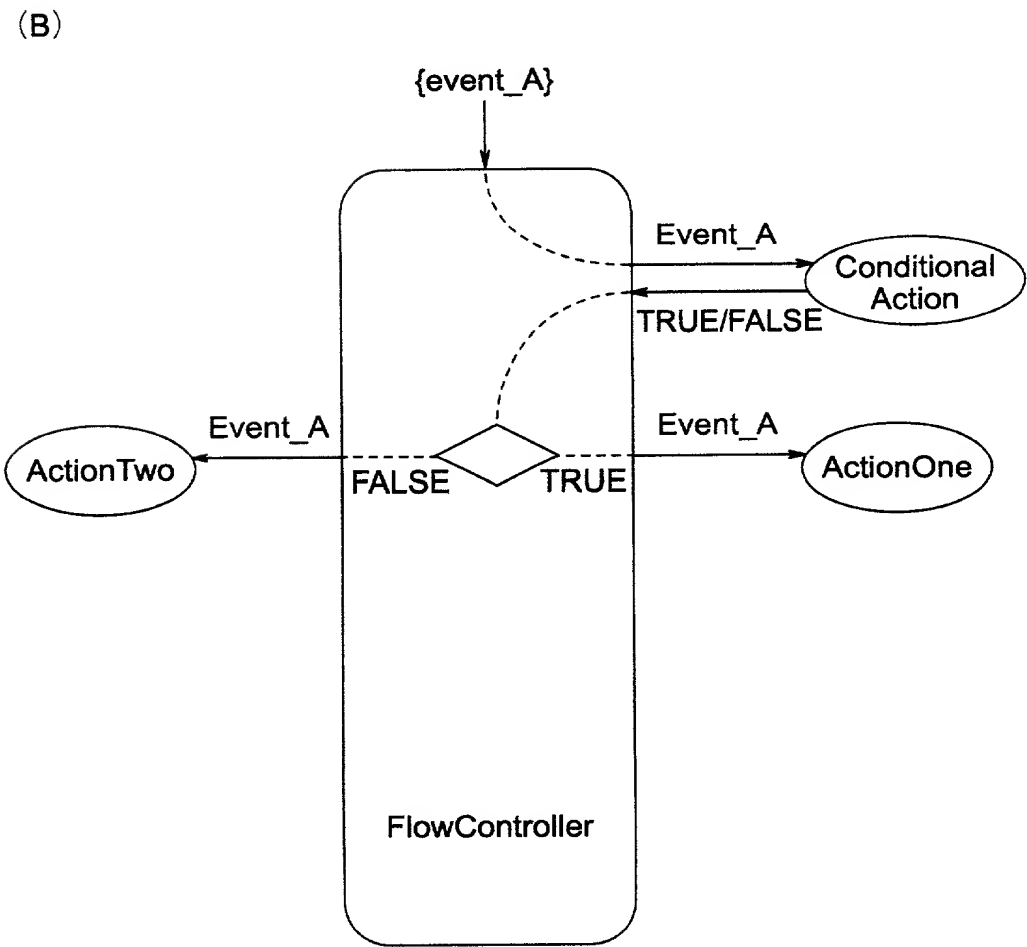 (B)
{event_A}
Event_A
Conditional
Action
TRUE/FALSE
Event_A
Event_A
ActionTwo
FALSE
TRUE
ActionOne
FlowController